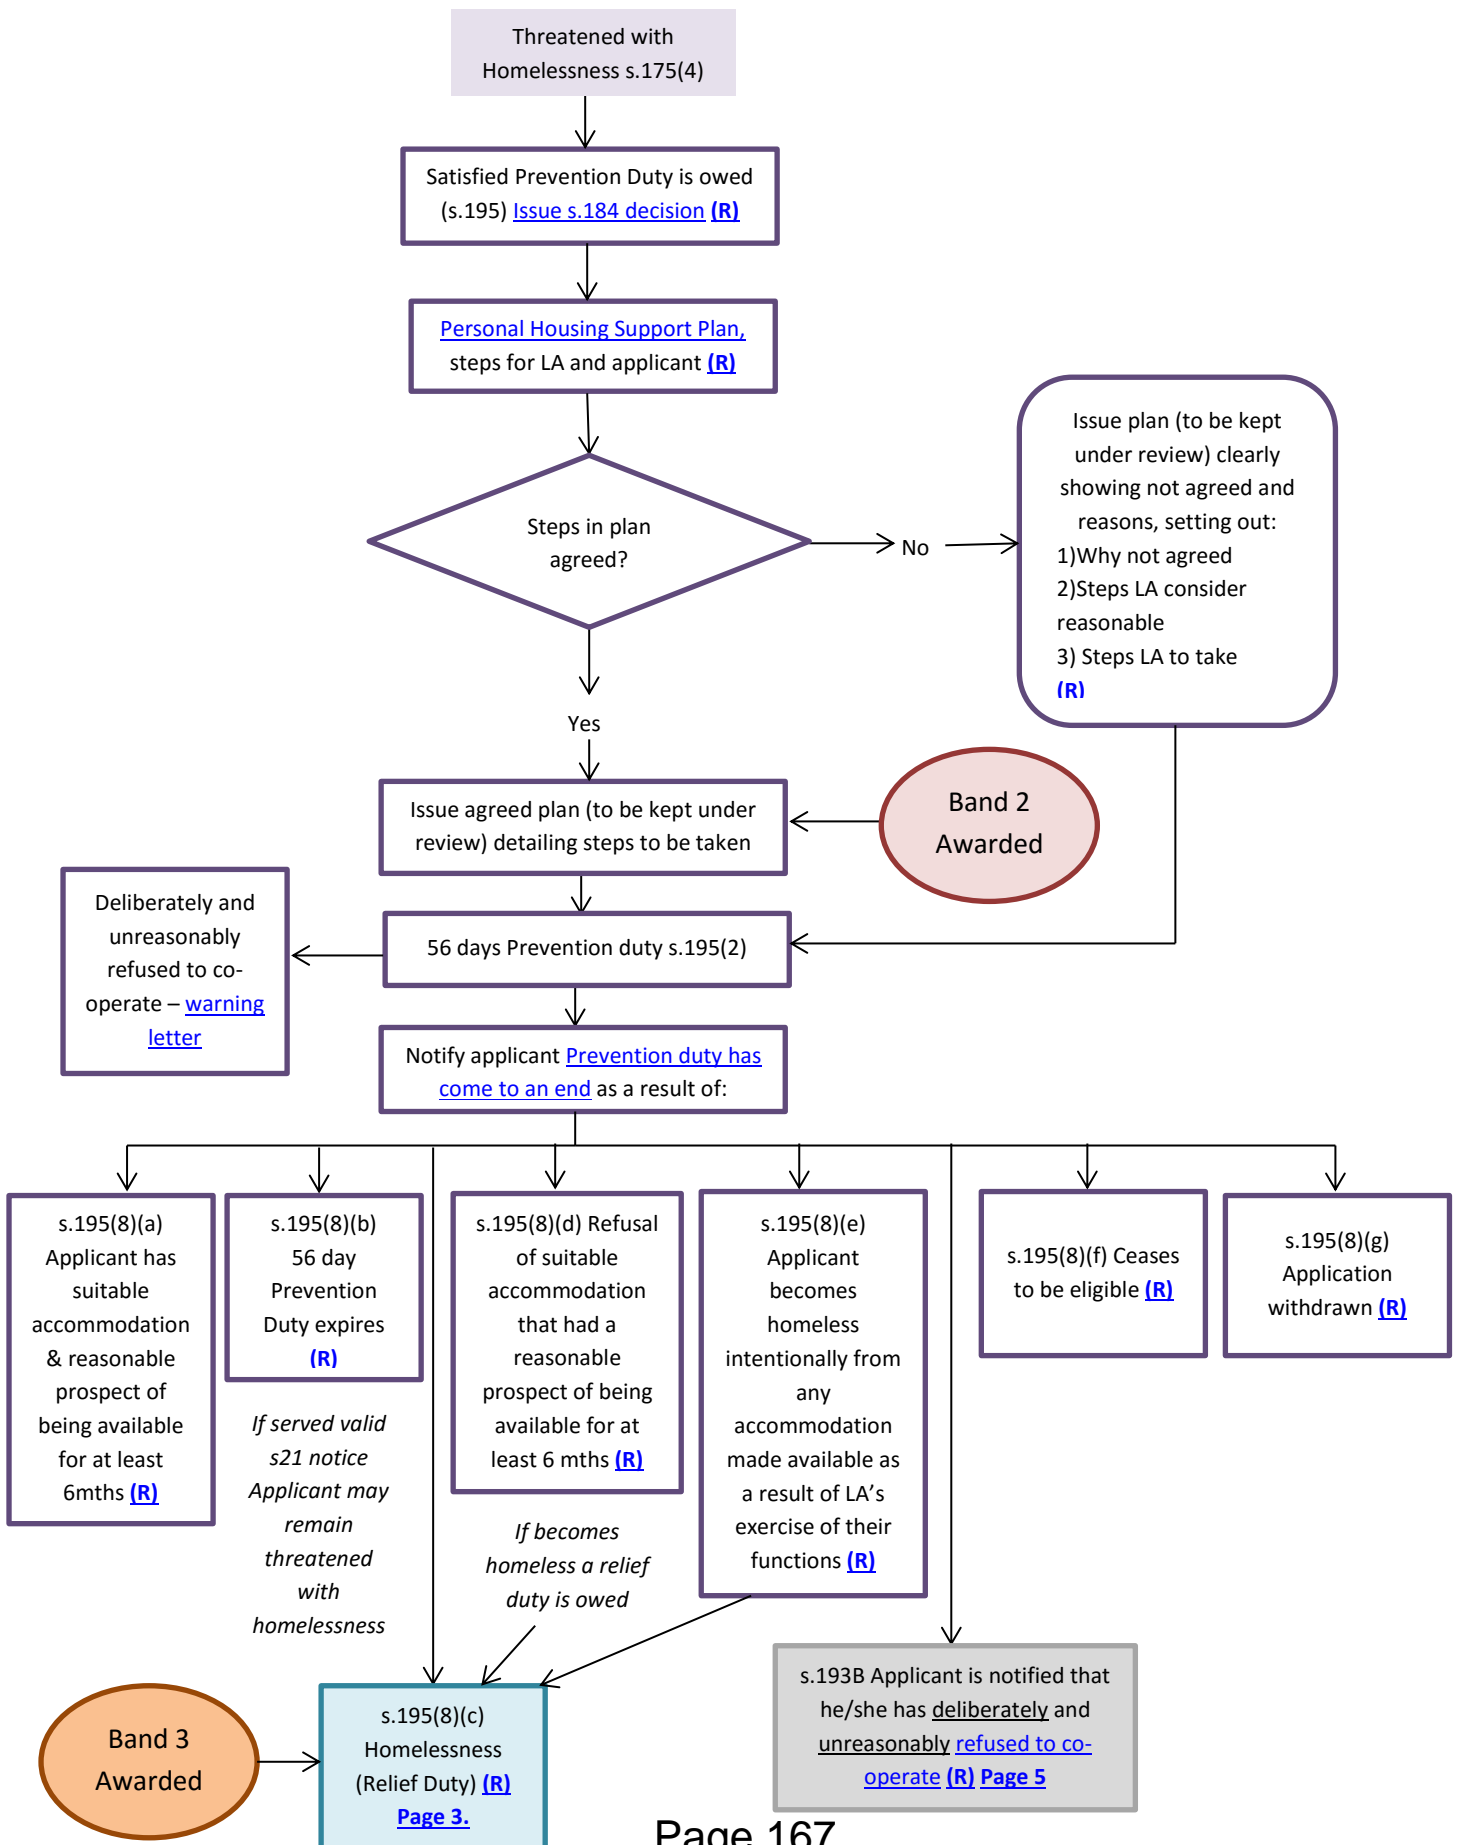 Threatened with
Homelessness s.175(4)
Satisfied Prevention Duty is owed
(s.195) Issue s.184 decision (R)
Personal Housing Support Plan,
steps for LA and applicant (R)
Steps in plan
agreed?
No
Issue plan (to be kept
under review) clearly
showing not agreed and
reasons, setting out:
1)Why not agreed
2)Steps LA consider
reasonable
3) Steps LA to take
(R)
Yes
Issue agreed plan (to be kept under
review) detailing steps to be taken
Band 2
Awarded
Deliberately and
unreasonably
refused to co-
operate – warning
letter
56 days Prevention duty s.195(2)
Notify applicant Prevention duty has
come to an end as a result of:
s.195(8)(a)
Applicant has
suitable
accommodation
& reasonable
prospect of
being available
for at least
6mths (R)
s.195(8)(b)
56 day
Prevention
Duty expires
(R)
If served valid
s21 notice
Applicant may
remain
threatened
with
homelessness
s.195(8)(d) Refusal
of suitable
accommodation
that had a
reasonable
prospect of being
available for at
least 6 mths (R)
If becomes
homeless a relief
duty is owed
s.195(8)(e)
Applicant
becomes
homeless
intentionally from
any
accommodation
made available as
a result of LA's
exercise of their
functions (R)
s.195(8)(f) Ceases
to be eligible (R)
s.195(8)(g)
Application
withdrawn (R)
Band 3
Awarded
s.195(8)(c)
Homelessness
(Relief Duty) (R)
Page 3.
s.193B Applicant is notified that
he/she has deliberately and
unreasonably refused to co-
operate (R) Page 5
Page 167